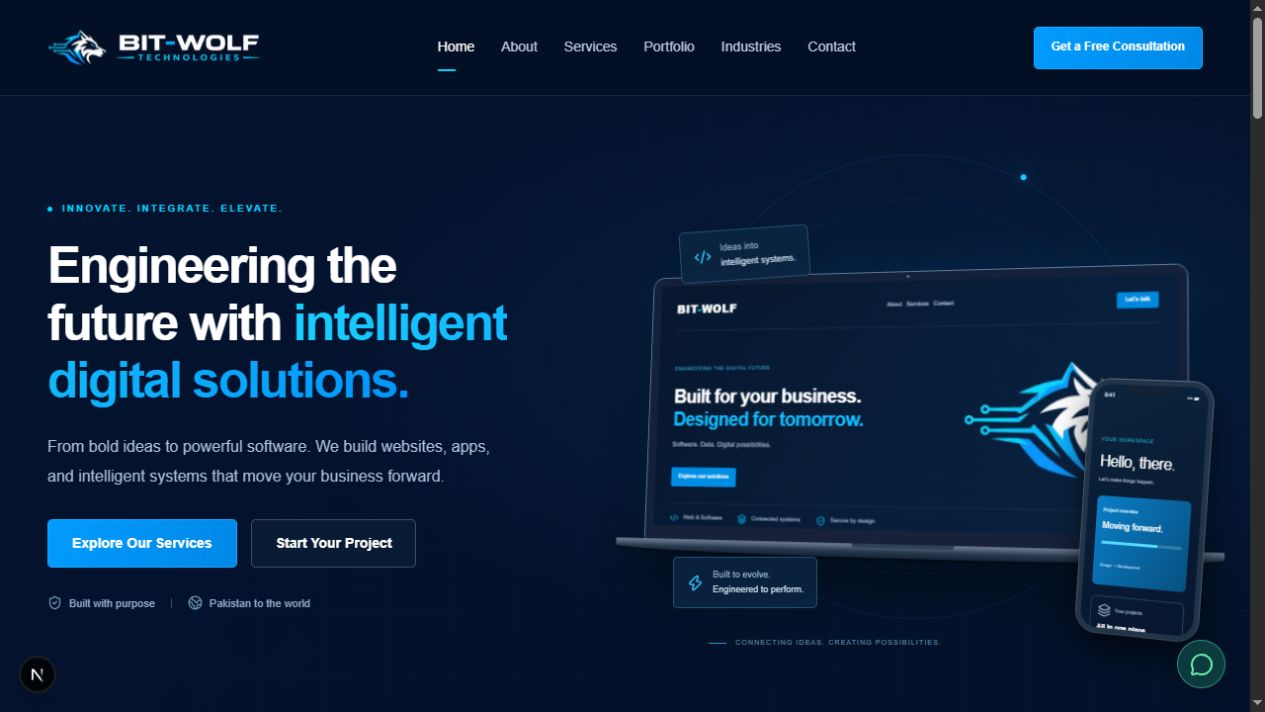 BIT-WOLF
TECHNOLOGIES
Home
About
Services
Portfolio
Industries
Contact
Get a Free Consultation
INNOVATE. INTEGRATE. ELEVATE.
Engineering the
future with intelligent
digital solutions.
From bold ideas to powerful software. We build websites, apps,
and intelligent systems that move your business forward.
Explore Our Services
Start Your Project
Built with purpose
Pakistan to the world
N
Ideas into
intelligent systems.
BIT-WOLF
About
Services
Contact
Let's talk
ENGINEERING THE DIGITAL FUTURE
Built for your business.
Designed for tomorrow.
Software. Data. Digital possibilities.
Explore our solutions
Web & Software
Connected systems
Secure by design
9:41
YOUR WORKSPACE
Hello, there.
Let's make things happen.
Project overview
Moving forward.
Design → Development
Your projects
All in one place
Built to evolve.
Engineered to perform.
CONNECTING IDEAS. CREATING POSSIBILITIES.